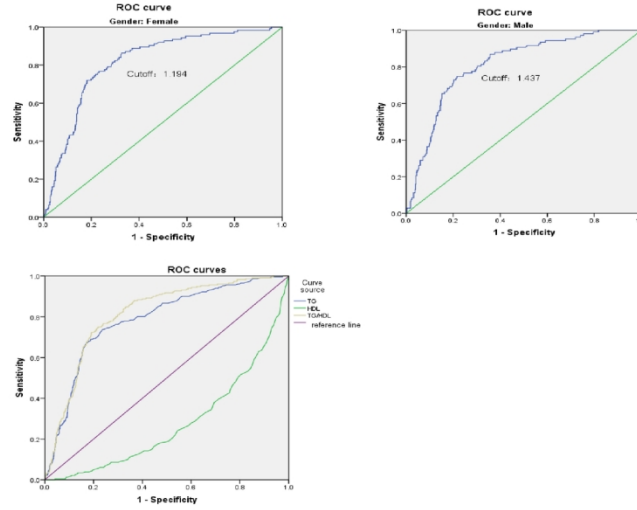 ROC curve
Gender: Female
1.0
0.8
0.6
0.4
0.2
0.0
Cutoff: 1.194
Sensitivity
0.0 0.2 0.4 0.6 0.8 1.0
1 - Specificity
ROC curve
Gender: Male
1.0
0.8
0.6
0.4
0.2
0.0
Cutoff: 1.437
Sensitivity
0.0 0.2 0.4 0.6 0.8 1.0
1 - Specificity
ROC curves
1.0
0.8
0.6
0.4
0.2
0.0
Sensitivity
0.0 0.2 0.4 0.6 0.8 1.0
1 - Specificity
Curve
source
TG
HDL
TG/HDL
reference line